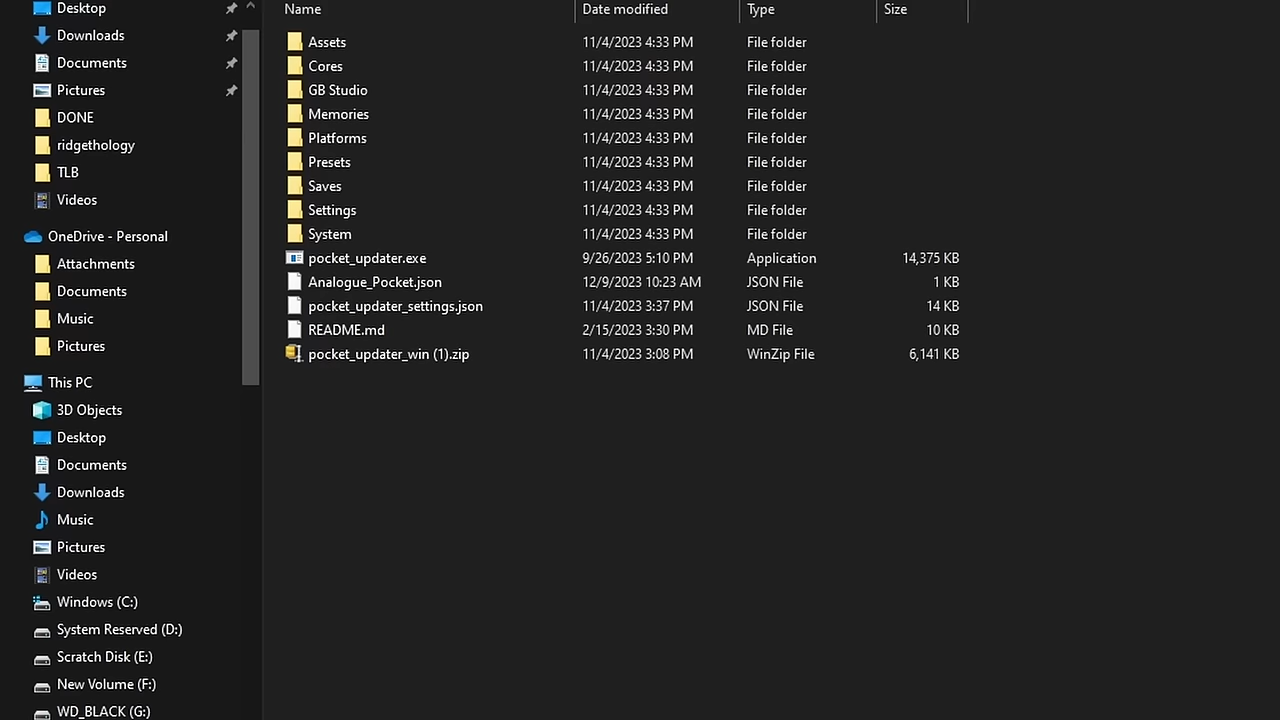 Desktop
Downloads
Documents
Pictures
DONE
ridgethology
TLB
Videos
OneDrive - Personal
Attachments
Documents
Music
Pictures
This PC
3D Objects
Desktop
Documents
Downloads
Music
Pictures
Videos
Windows (C:)
System Reserved (D:)
Scratch Disk (E:)
New Volume (F:)
WD_BLACK (G:)
Name Date modified Type Size
Assets 11/4/2023 4:33 PM File folder
Cores 11/4/2023 4:33 PM File folder
GB Studio 11/4/2023 4:33 PM File folder
Memories 11/4/2023 4:33 PM File folder
Platforms 11/4/2023 4:33 PM File folder
Presets 11/4/2023 4:33 PM File folder
Saves 11/4/2023 4:33 PM File folder
Settings 11/4/2023 4:33 PM File folder
System 11/4/2023 4:33 PM File folder
pocket_updater.exe 9/26/2023 5:10 PM Application 14,375 KB
Analogue_Pocket.json 12/9/2023 10:23 AM JSON File 1 KB
pocket_updater_settings.json 11/4/2023 3:37 PM JSON File 14 KB
README.md 2/15/2023 3:30 PM MD File 10 KB
pocket_updater_win (1).zip 11/4/2023 3:08 PM WinZip File 6,141 KB